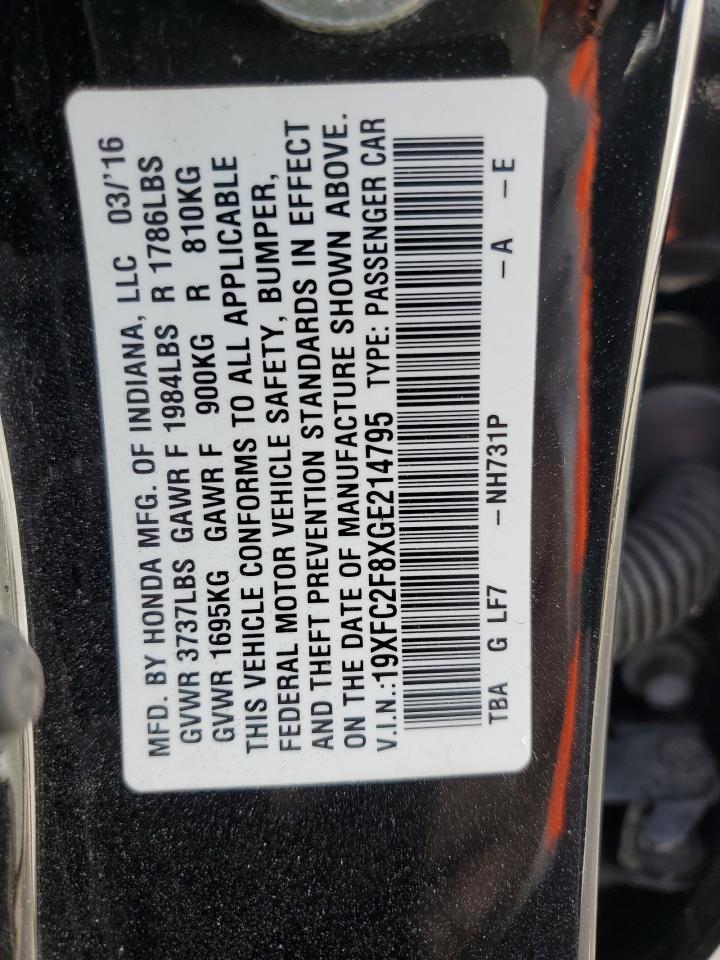 MFD. BY HONDA MFG. OF INDIANA, LLC 03/'16
GVWR 3737LBS GAWR F 1984LBS R 1786LBS
GVWR 1695KG GAWR F 900KG R 810KG
THIS VEHICLE CONFORMS TO ALL APPLICABLE
FEDERAL MOTOR VEHICLE SAFETY, BUMPER,
AND THEFT PREVENTION STANDARDS IN EFFECT
ON THE DATE OF MANUFACTURE SHOWN ABOVE.
V.I.N.:19XFC2F8XGE214795 TYPE: PASSENGER CAR
TBA G LF7 -NH731P -A -E